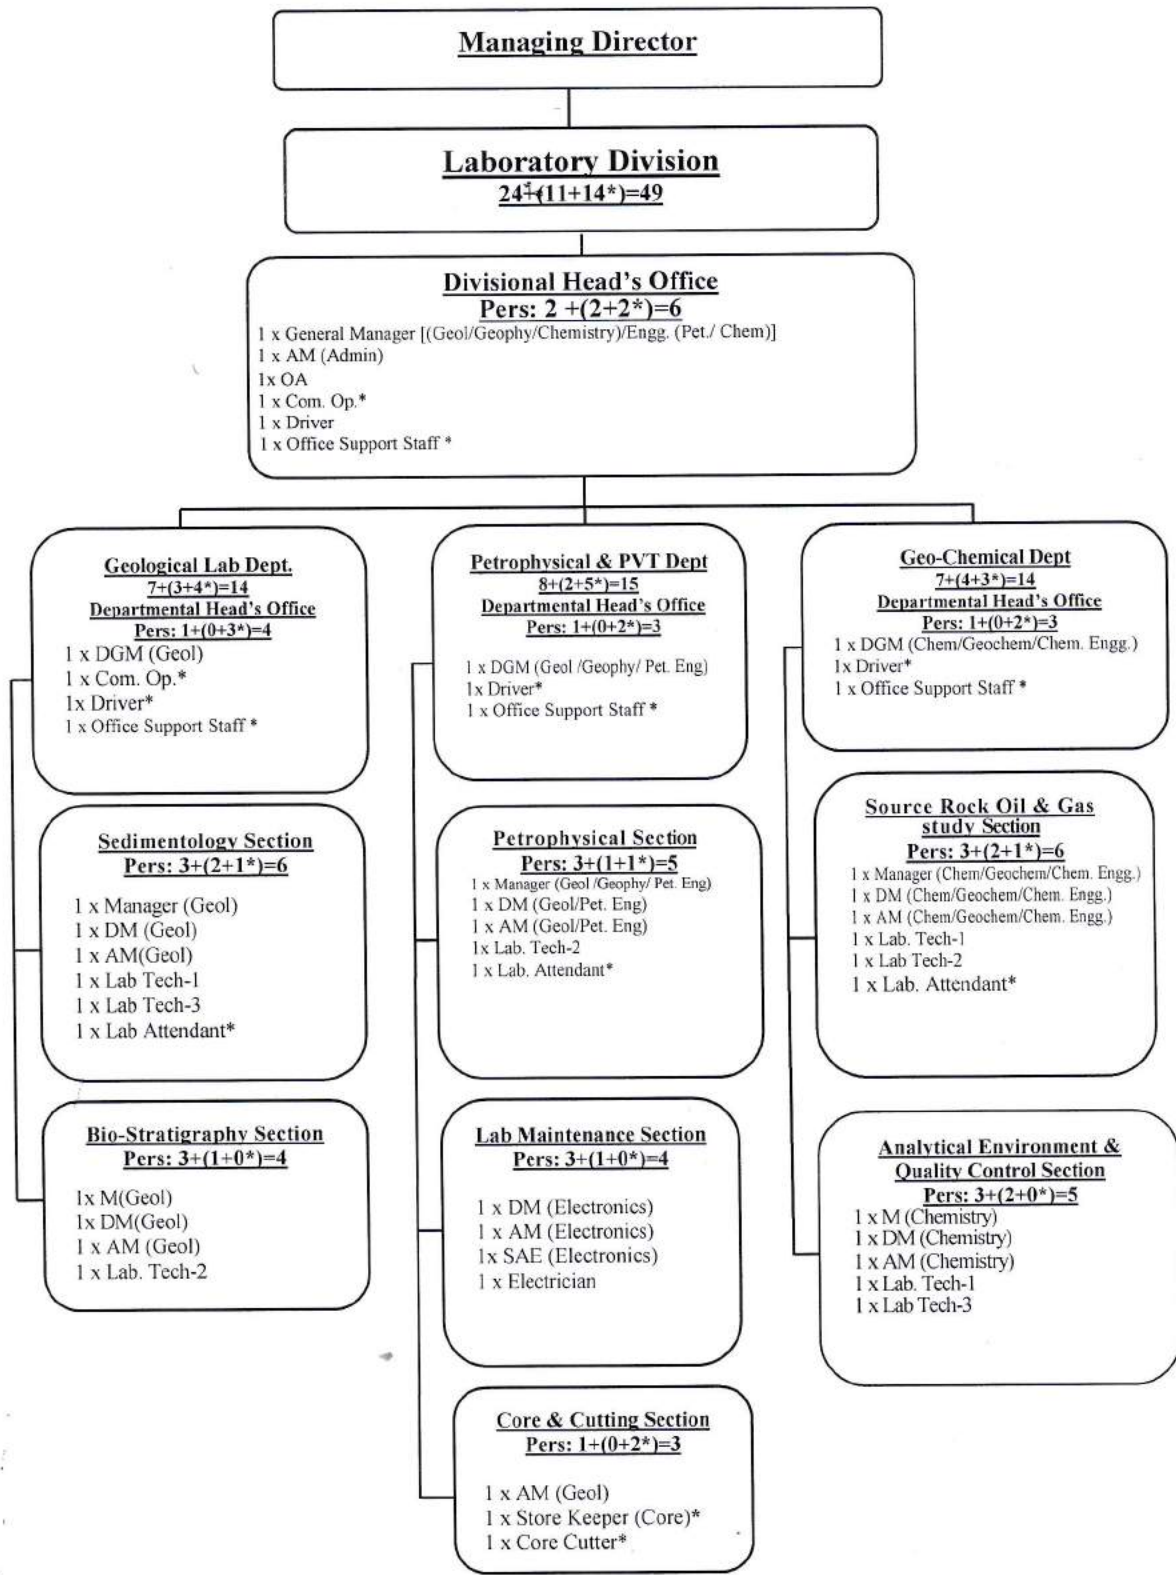 Managing Director
Laboratory Division
24+(11+14*)=49
Divisional Head's Office
Pers: 2 +(2+2*)=6
1 x General Manager [(Geol/Geophy/Chemistry)/Engg. (Pet./ Chem)]
1 x AM (Admin)
1x OA
1 x Com. Op.*
1 x Driver
1 x Office Support Staff *
Geological Lab Dept.
7+(3+4*)=14
Departmental Head's Office
Pers: 1+(0+3*)=4
1 x DGM (Geol)
1 x Com. Op.*
1x Driver*
1 x Office Support Staff *
Sedimentology Section
Pers: 3+(2+1*)=6
1 x Manager (Geol)
1 x DM (Geol)
1 x AM(Geol)
1 x Lab Tech-1
1 x Lab Tech-3
1 x Lab Attendant*
Bio-Stratigraphy Section
Pers: 3+(1+0*)=4
1x M(Geol)
1x DM(Geol)
1 x AM (Geol)
1 x Lab. Tech-2
Petrophysical & PVT Dept
8+(2+5*)=15
Departmental Head's Office
Pers: 1+(0+2*)=3
1 x DGM (Geol /Geophy/ Pet. Eng)
1x Driver*
1 x Office Support Staff *
Petrophysical Section
Pers: 3+(1+1*)=5
1 x Manager (Geol /Geophy/ Pet. Eng)
1 x DM (Geol/Pet. Eng)
1 x AM (Geol/Pet. Eng)
1x Lab. Tech-2
1 x Lab. Attendant*
Lab Maintenance Section
Pers: 3+(1+0*)=4
1 x DM (Electronics)
1 x AM (Electronics)
1x SAE (Electronics)
1 x Electrician
Core & Cutting Section
Pers: 1+(0+2*)=3
1 x AM (Geol)
1 x Store Keeper (Core)*
1 x Core Cutter*
Geo-Chemical Dept
7+(4+3*)=14
Departmental Head's Office
Pers: 1+(0+2*)=3
1 x DGM (Chem/Geochem/Chem. Engg.)
1x Driver*
1 x Office Support Staff *
Source Rock Oil & Gas
study Section
Pers: 3+(2+1*)=6
1 x Manager (Chem/Geochem/Chem. Engg.)
1 x DM (Chem/Geochem/Chem. Engg.)
1 x AM (Chem/Geochem/Chem. Engg.)
1 x Lab. Tech-1
1 x Lab. Tech-2
1 x Lab. Attendant*
Analytical Environment &
Quality Control Section
Pers: 3+(2+0*)=5
1 x M (Chemistry)
1 x DM (Chemistry)
1 x AM (Chemistry)
1 x Lab. Tech-1
1 x Lab Tech-3